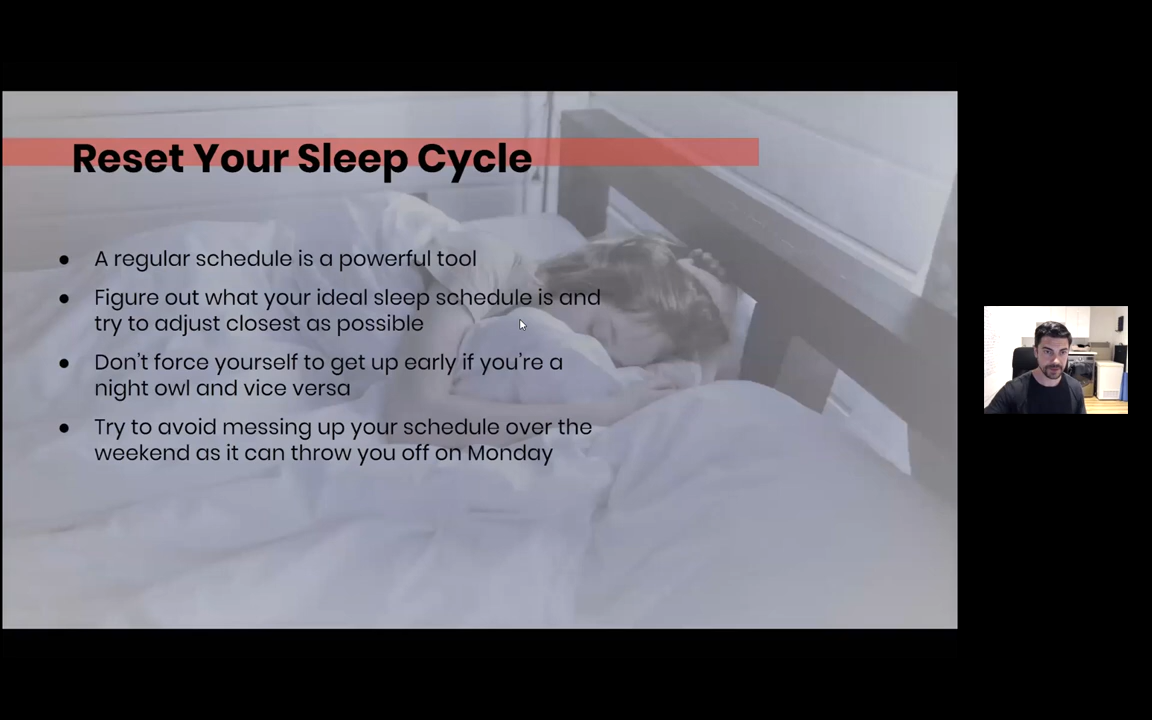 Reset Your Sleep Cycle
● A regular schedule is a powerful tool
● Figure out what your ideal sleep schedule is and
try to adjust closest as possible
● Don't force yourself to get up early if you're a
night owl and vice versa
● Try to avoid messing up your schedule over the
weekend as it can throw you off on Monday